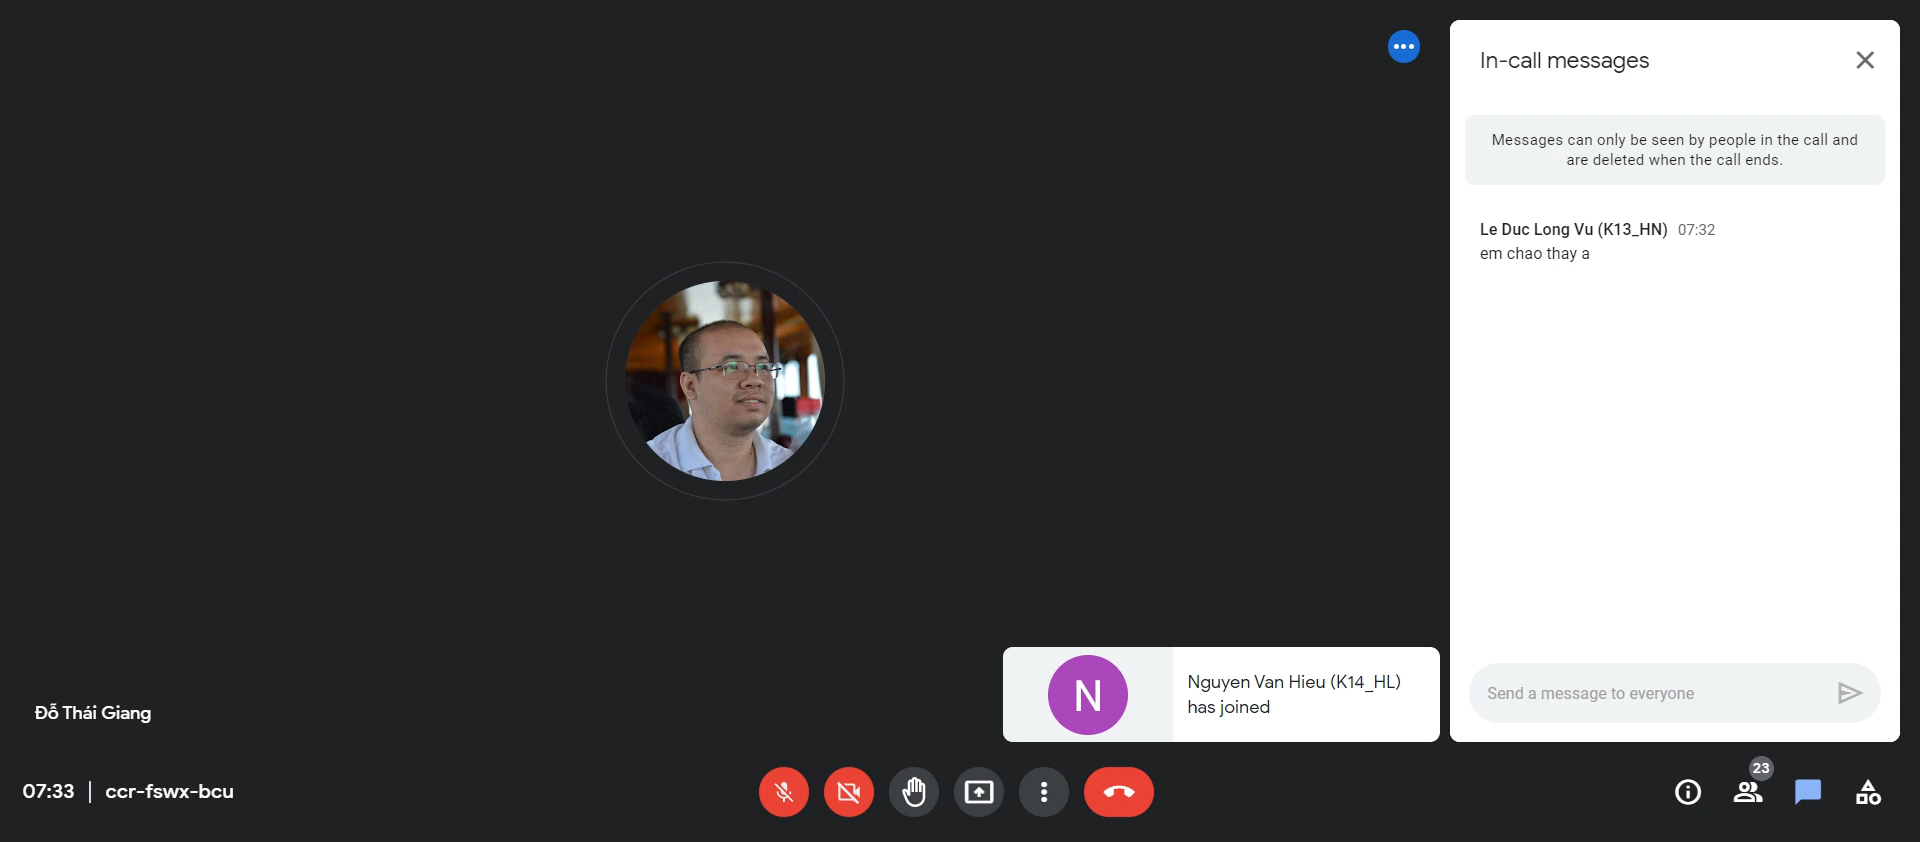 In-call messages
Messages can only be seen by people in the call and
are deleted when the call ends.
Le Duc Long Vu (K13_HN) 07:32
em chao thay a
N
Nguyen Van Hieu (K14_HL)
has joined
Send a message to everyone
Đỗ Thái Giang
07:33 | ccr-fswx-bcu
23